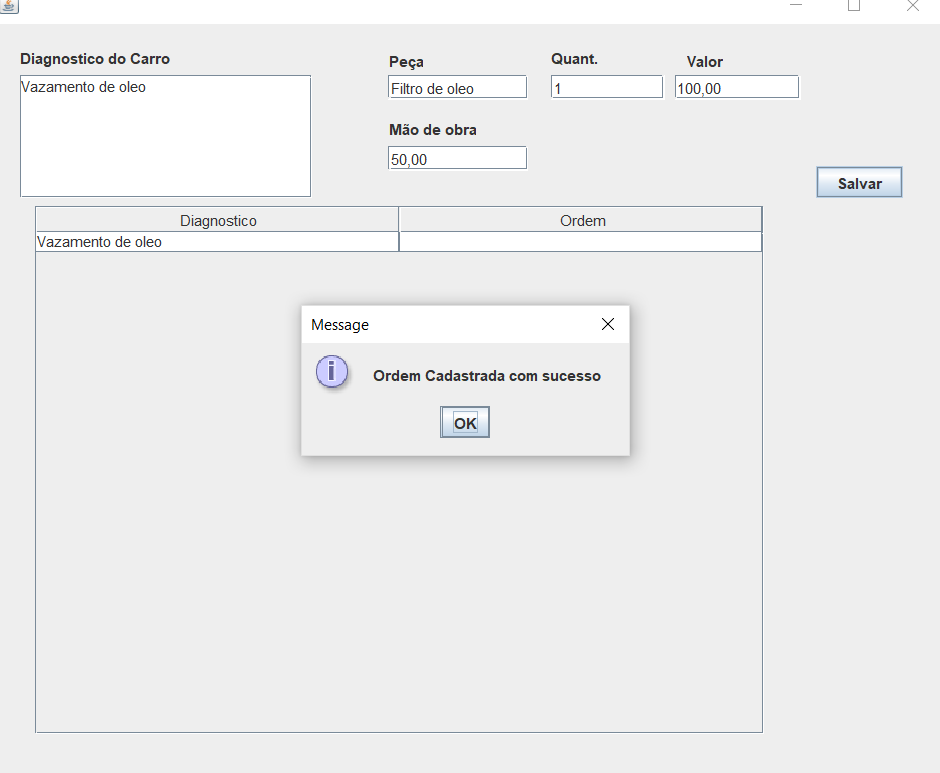 Diagnostico do Carro
Vazamento de oleo
Peça
Filtro de oleo
Quant.
1
Valor
100,00
Mão de obra
50,00
Salvar
Diagnostico Ordem
Vazamento de oleo
Message
Ordem Cadastrada com sucesso
OK